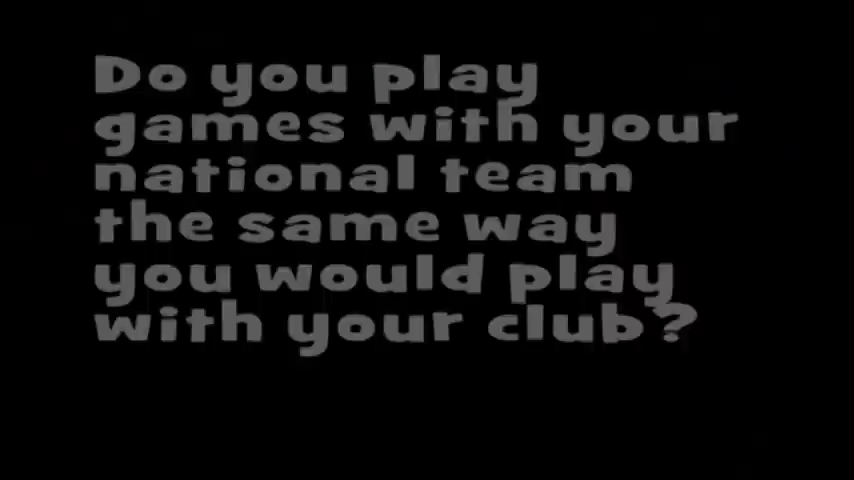 Do you play
games with your
national team
the same way
you would play
with your club?